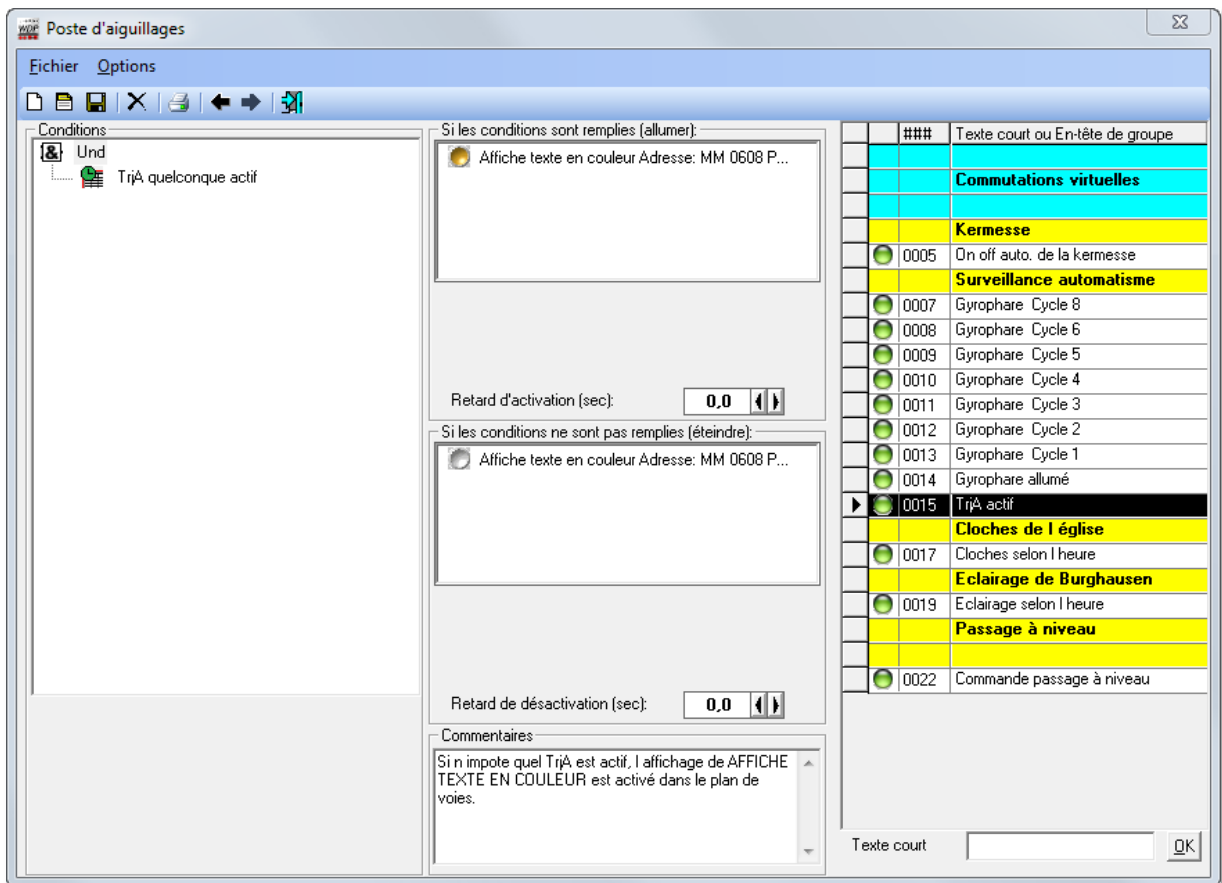 WDP Poste d'aiguillages
Fichier Options
Conditions
& Und
TrjA quelconque actif
Si les conditions sont remplies (allumer):
Affiche texte en couleur Adresse: MM 0608 P...
Retard d'activation (sec): 0,0
Si les conditions ne sont pas remplies (éteindre):
Affiche texte en couleur Adresse: MM 0608 P...
Retard de désactivation (sec): 0,0
Commentaires
Si n impote quel TrjA est actif, l affichage de AFFICHE
TEXTE EN COULEUR est activé dans le plan de
voies.
### Texte court ou En-tête de groupe
Commutations virtuelles
Kermesse
0005 On off auto. de la kermesse
Surveillance automatisme
0007 Gyrophare Cycle 8
0008 Gyrophare Cycle 6
0009 Gyrophare Cycle 5
0010 Gyrophare Cycle 4
0011 Gyrophare Cycle 3
0012 Gyrophare Cycle 2
0013 Gyrophare Cycle 1
0014 Gyrophare allumé
0015 TrjA actif
Cloches de l église
0017 Cloches selon l heure
Eclairage de Burghausen
0019 Eclairage selon l heure
Passage à niveau
0022 Commande passage à niveau
Texte court OK